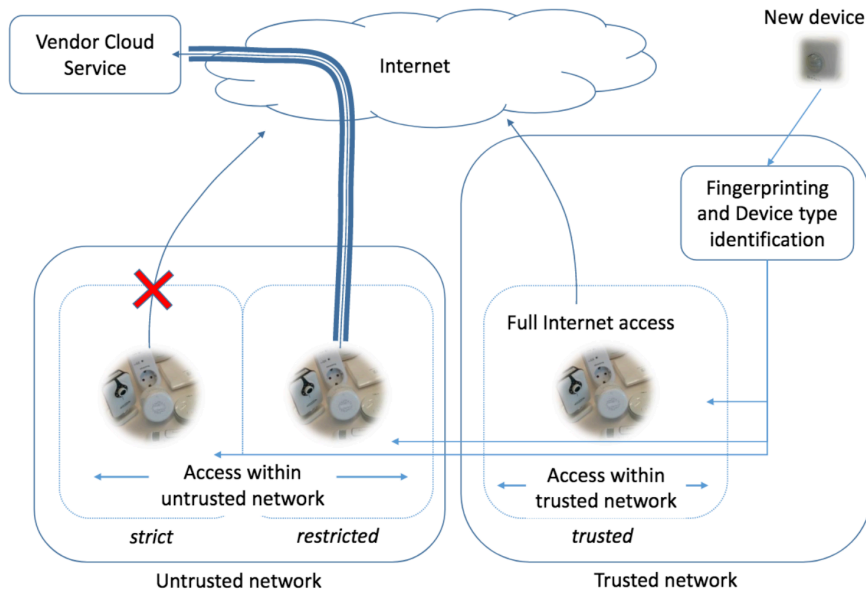 New device
Vendor Cloud
Service
Internet
Fingerprinting
and Device type
identification
Full Internet access
Access within
untrusted network
Access within
trusted network
strict
restricted
trusted
Untrusted network
Trusted network